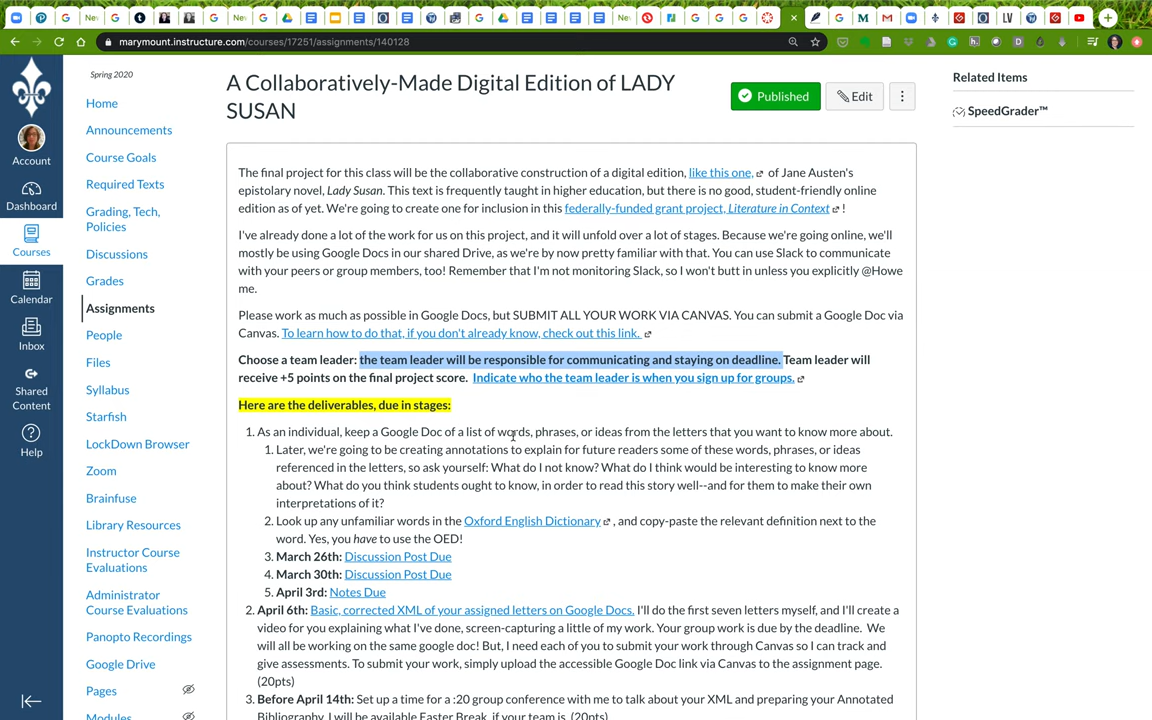 New
New
New
LV
marymount.instructure.com/courses/17251/assignments/140128
Account
Dashboard
Courses
Calendar
Inbox
Shared
Content
Help
Spring 2020
Home
Announcements
Course Goals
Required Texts
Grading, Tech,
Policies
Discussions
Grades
Assignments
People
Files
Syllabus
Starfish
LockDown Browser
Zoom
Brainfuse
Library Resources
Instructor Course
Evaluations
Administrator
Course Evaluations
Panopto Recordings
Google Drive
Pages
Modules
A Collaboratively-Made Digital Edition of LADY
SUSAN
Published
Edit
Related Items
SpeedGrader™
The final project for this class will be the collaborative construction of a digital edition, like this one, of Jane Austen's
epistolary novel, Lady Susan. This text is frequently taught in higher education, but there is no good, student-friendly online
edition as of yet. We're going to create one for inclusion in this federally-funded grant project, Literature in Context !
I've already done a lot of the work for us on this project, and it will unfold over a lot of stages. Because we're going online, we'll
mostly be using Google Docs in our shared Drive, as we're by now pretty familiar with that. You can use Slack to communicate
with your peers or group members, too! Remember that I'm not monitoring Slack, so I won't butt in unless you explicitly @Howe
me.
Please work as much as possible in Google Docs, but SUBMIT ALL YOUR WORK VIA CANVAS. You can submit a Google Doc via
Canvas. To learn how to do that, if you don't already know, check out this link.
Choose a team leader: the team leader will be responsible for communicating and staying on deadline. Team leader will
receive +5 points on the final project score. Indicate who the team leader is when you sign up for groups.
Here are the deliverables, due in stages:
1. As an individual, keep a Google Doc of a list of words, phrases, or ideas from the letters that you want to know more about.
1. Later, we're going to be creating annotations to explain for future readers some of these words, phrases, or ideas
referenced in the letters, so ask yourself: What do I not know? What do I think would be interesting to know more
about? What do you think students ought to know, in order to read this story well--and for them to make their own
interpretations of it?
2. Look up any unfamiliar words in the Oxford English Dictionary , and copy-paste the relevant definition next to the
word. Yes, you have to use the OED!
3. March 26th: Discussion Post Due
4. March 30th: Discussion Post Due
5. April 3rd: Notes Due
2. April 6th: Basic, corrected XML of your assigned letters on Google Docs. I'll do the first seven letters myself, and I'll create a
video for you explaining what I've done, screen-capturing a little of my work. Your group work is due by the deadline. We
will all be working on the same google doc! But, I need each of you to submit your work through Canvas so I can track and
give assessments. To submit your work, simply upload the accessible Google Doc link via Canvas to the assignment page.
(20pts)
3. Before April 14th: Set up a time for a :20 group conference with me to talk about your XML and preparing your Annotated
Bibliography. I will be available Easter Break, if your team is. (20pts)